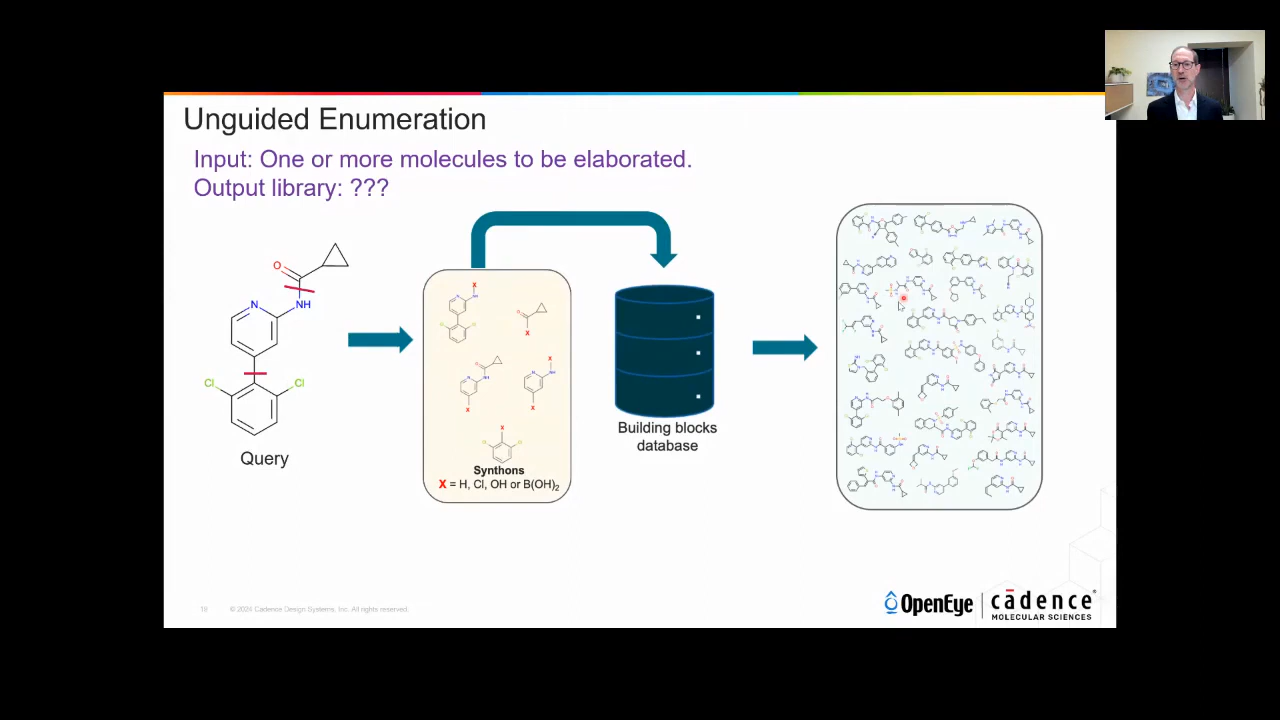 Unguided Enumeration
Input: One or more molecules to be elaborated.
Output library: ???
O
N
NH
Cl
Cl
Query
Synthons
X = H, Cl, OH or B(OH)₂
Building blocks
database
© 2024 Cadence Design Systems, Inc. All rights reserved.
OpenEye
cādence®
MOLECULAR SCIENCES